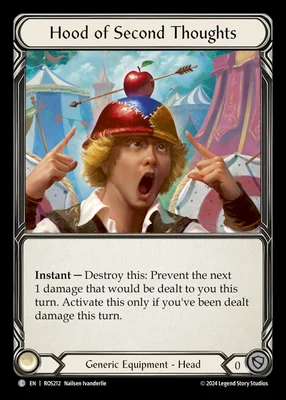 Hood of Second Thoughts
Instant — Destroy this: Prevent the next
1 damage that would be dealt to you this
turn. Activate this only if you've been dealt
damage this turn.
Generic Equipment - Head
0
C EN | ROS212 Nailsen Ivanderlie
© 2024 Legend Story Studios